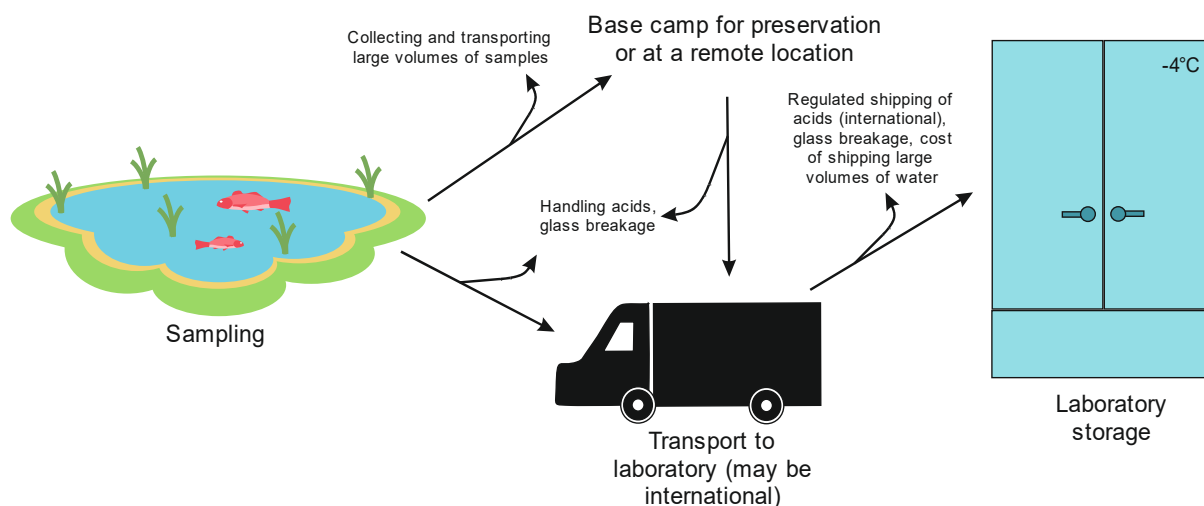 Collecting and transporting
large volumes of samples
Base camp for preservation
or at a remote location
-4°C
Regulated shipping of
acids (international),
glass breakage, cost
of shipping large
volumes of water
Handling acids,
glass breakage
Sampling
Transport to
laboratory (may be
international)
Laboratory
storage